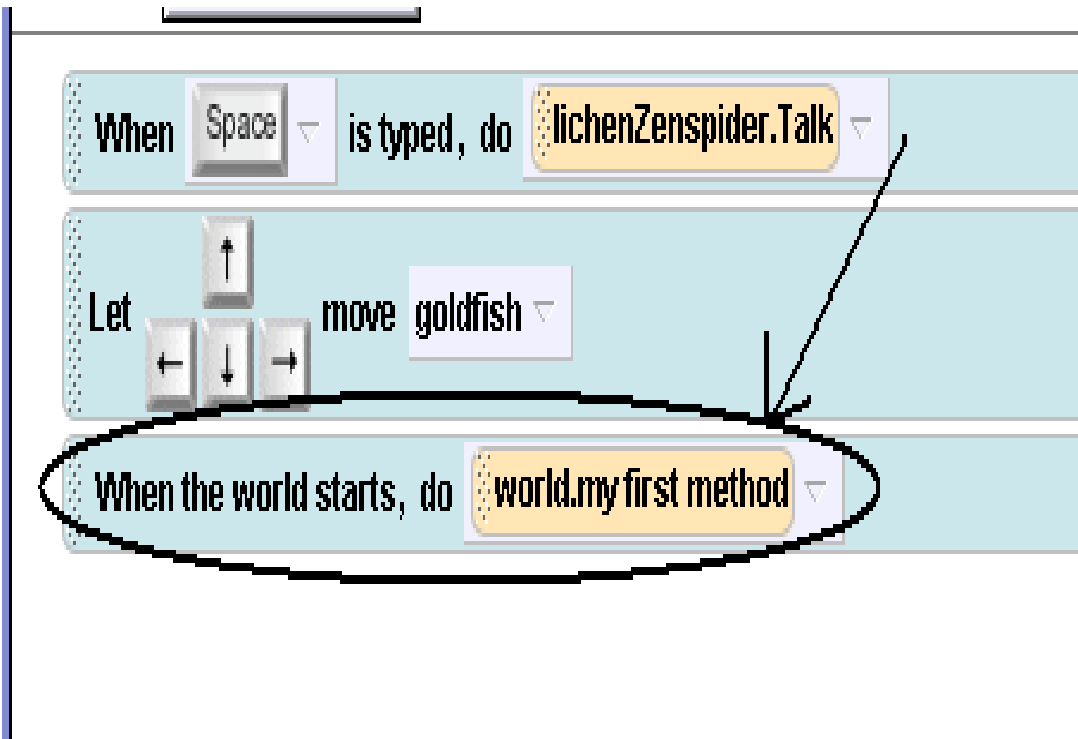 When Space is typed, do lichenZenspider.Talk
↑
Let move goldfish
← ↓ →
When the world starts, do world.my first method